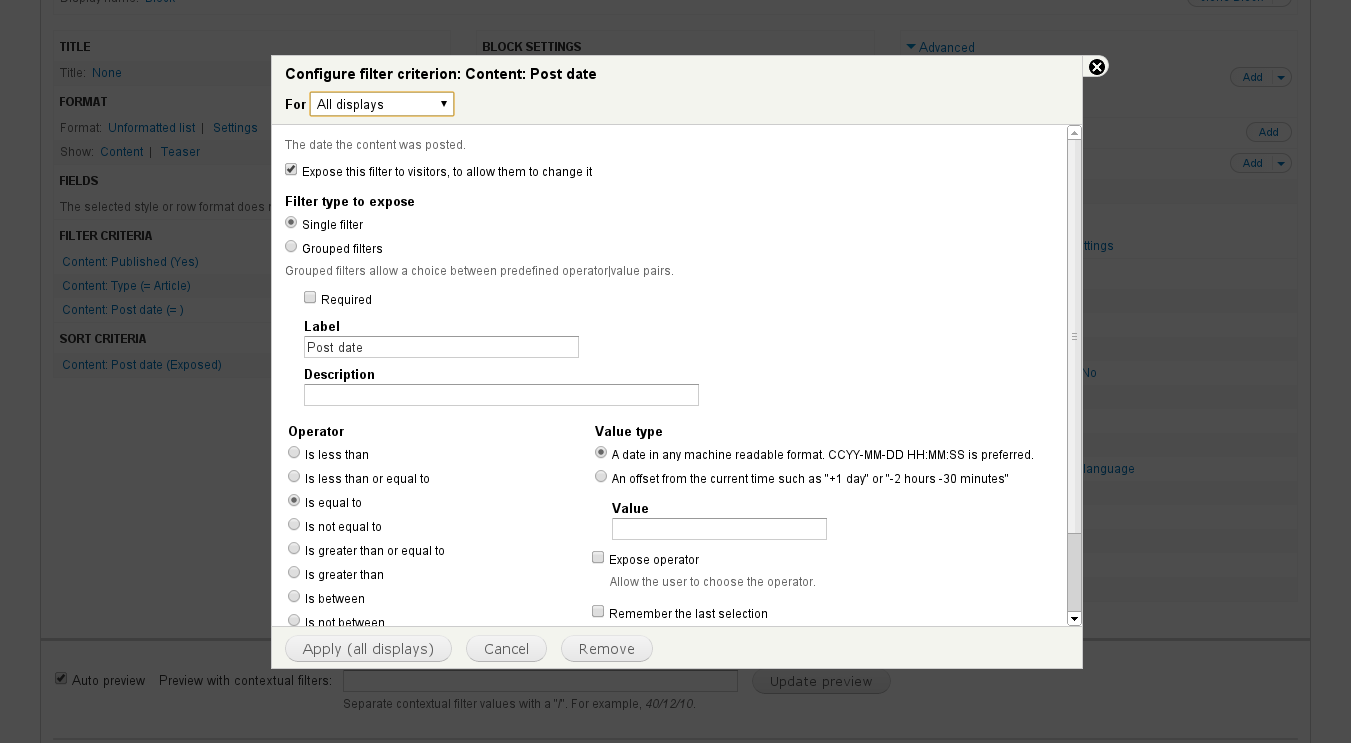 Display name: Block
TITLE
BLOCK SETTINGS
Advanced
Title: None
Add
FORMAT
Format: Unformatted list | Settings
Add
Show: Content | Teaser
Add
FIELDS
The selected style or row format does
FILTER CRITERIA
ttings
Content: Published (Yes)
Content: Type (= Article)
Content: Post date (= )
SORT CRITERIA
Content: Post date (Exposed)
No
language
Configure filter criterion: Content: Post date
For All displays
The date the content was posted.
Expose this filter to visitors, to allow them to change it
Filter type to expose
Single filter
Grouped filters
Grouped filters allow a choice between predefined operator|value pairs.
Required
Label
Post date
Description
Operator
Is less than
Is less than or equal to
Is equal to
Is not equal to
Is greater than or equal to
Is greater than
Is between
Is not between
Value type
A date in any machine readable format. CCYY-MM-DD HH:MM:SS is preferred.
An offset from the current time such as "+1 day" or "-2 hours -30 minutes"
Value
Expose operator
Allow the user to choose the operator.
Remember the last selection
Apply (all displays) Cancel Remove
Auto preview Preview with contextual filters: Update preview
Separate contextual filter values with a "/". For example, 40/12/10.